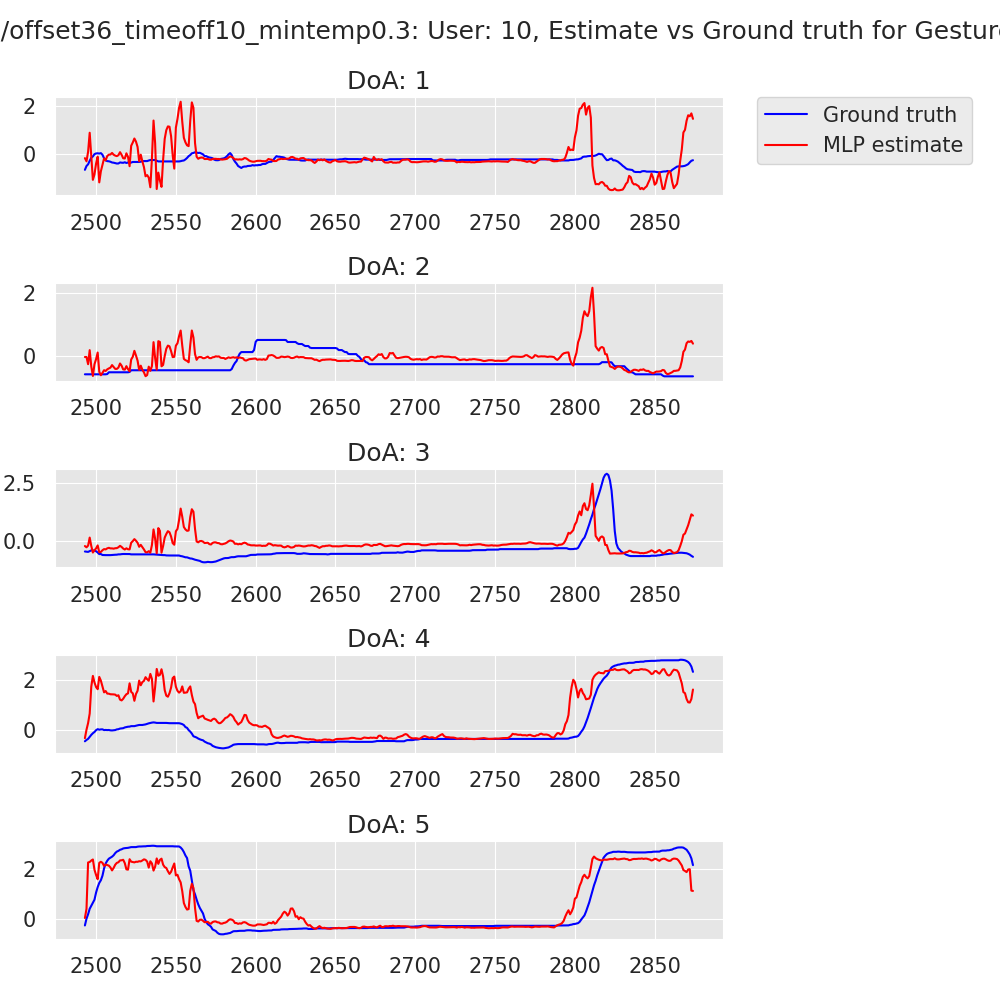 /offset36_timeoff10_mintemp0.3: User: 10, Estimate vs Ground truth for Gesture
DoA: 1
Ground truth
MLP estimate
2
0
2500 2550 2600 2650 2700 2750 2800 2850
DoA: 2
2
0
2500 2550 2600 2650 2700 2750 2800 2850
DoA: 3
2.5
0.0
2500 2550 2600 2650 2700 2750 2800 2850
DoA: 4
2
0
2500 2550 2600 2650 2700 2750 2800 2850
DoA: 5
2
0
2500 2550 2600 2650 2700 2750 2800 2850